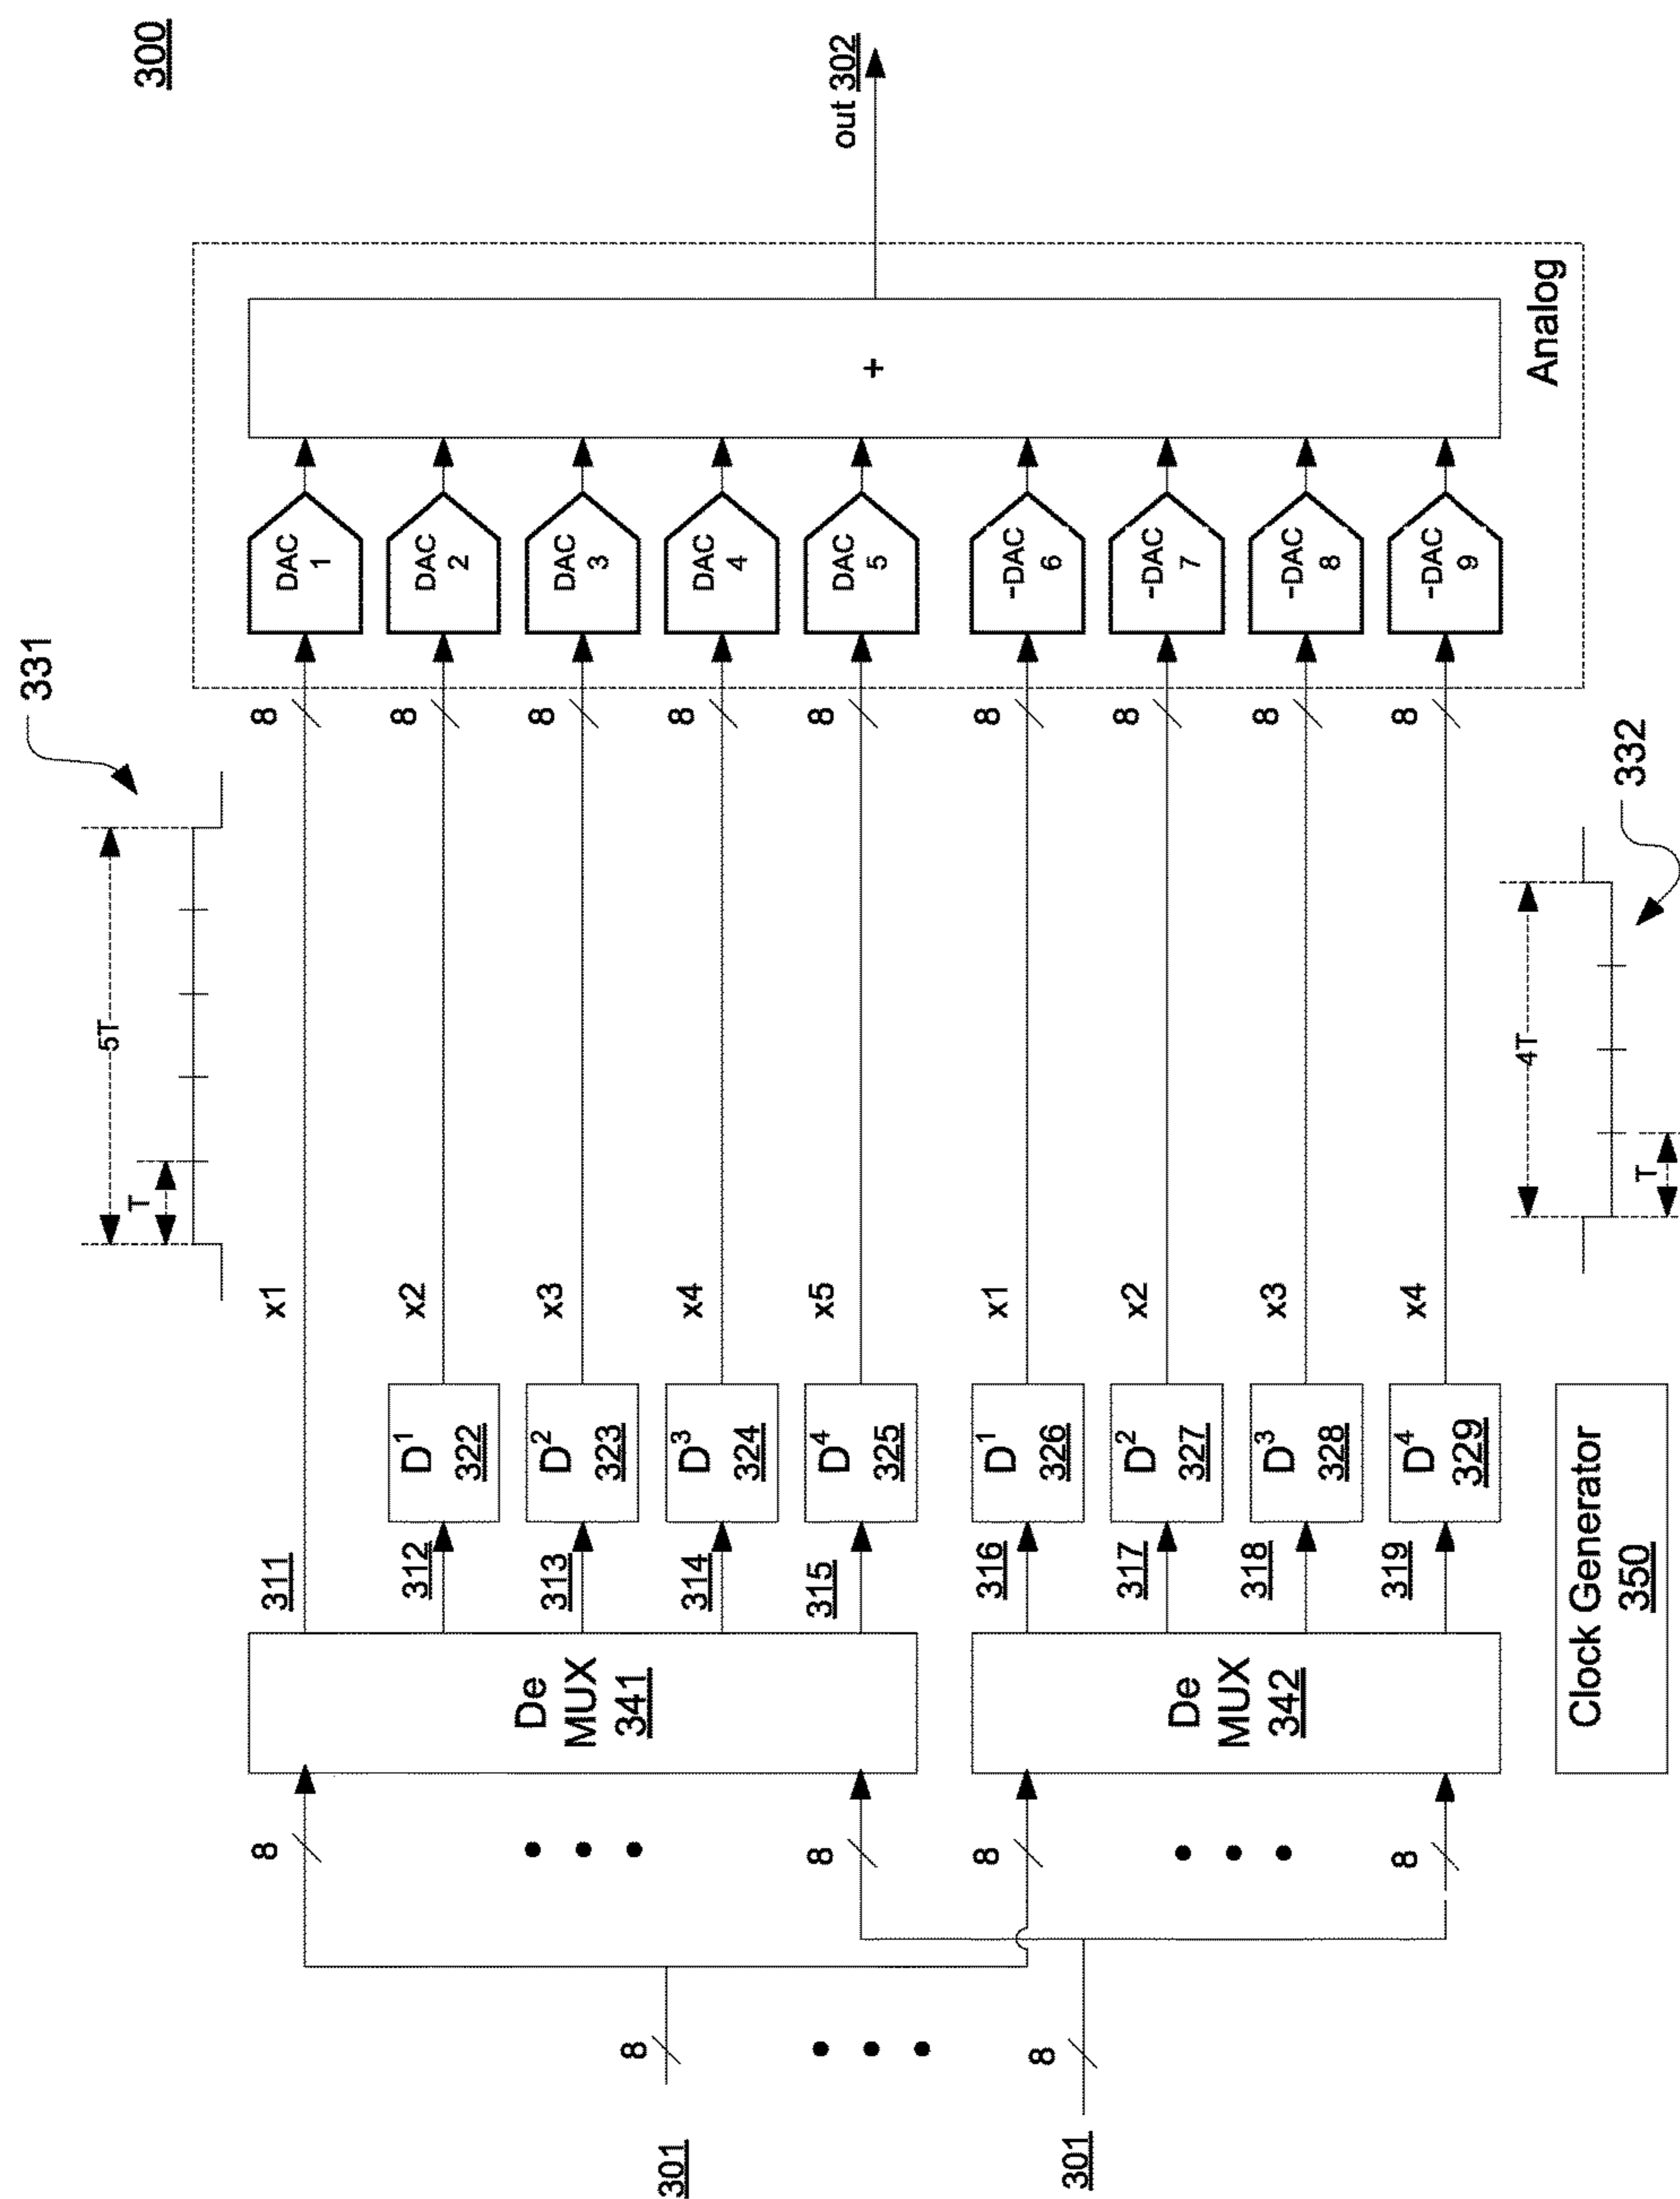 300
331
5T
T
311
x1
8
DAC
1
312
D1
322
x2
8
DAC
2
313
D2
323
x3
8
DAC
3
314
D3
324
x4
8
DAC
4
315
D4
325
x5
8
DAC
5
316
D1
326
x1
8
-DAC
6
317
D2
327
x2
8
-DAC
7
318
D3
328
x3
8
-DAC
8
319
D4
329
x4
8
-DAC
9
De
MUX
341
De
MUX
342
8
8
8
8
8
8
301
301
+
out 302
Analog
4T
T
332
Clock Generator
350